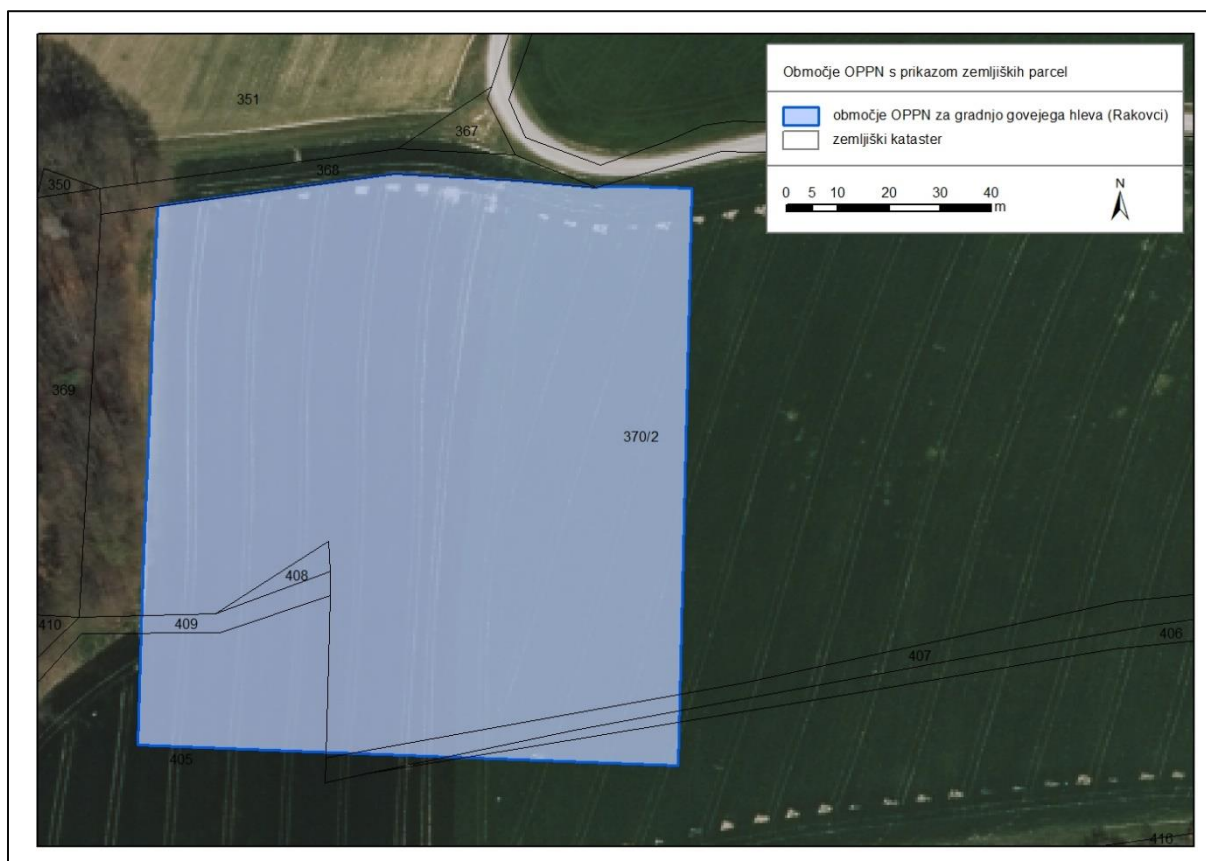 Območje OPPN s prikazom zemljiških parcel
območje OPPN za gradnjo govejega hleva (Rakovci)
zemljiški kataster
0 5 10 20 30 40
m
N
351
367
368
350
369
370/2
408
409
410
407
406
405
416